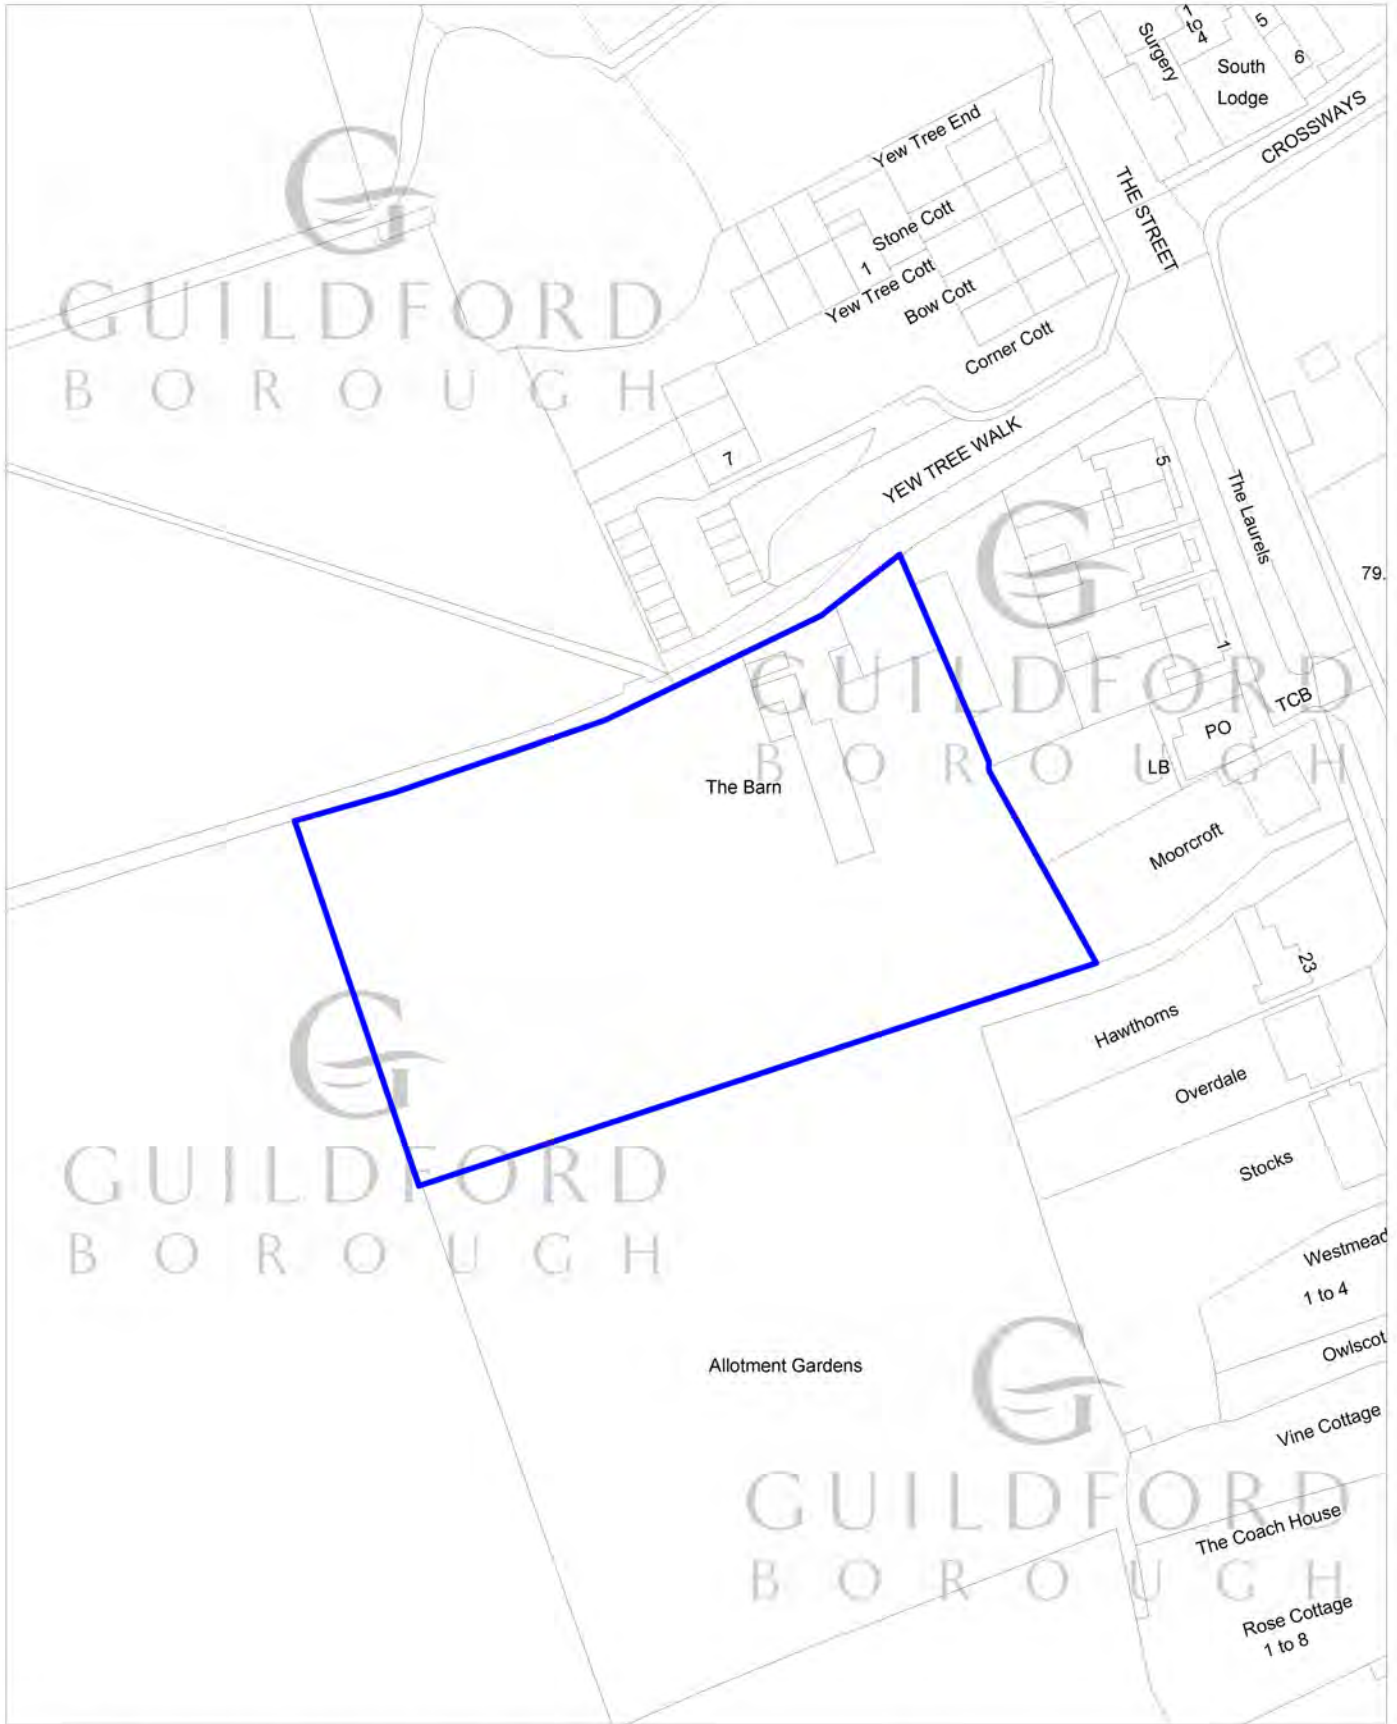 1
to
4
5
6
Surgery
South
Lodge
CROSSWAYS
Yew Tree End
THE STREET
Stone Cott
1
Yew Tree Cott
Bow Cott
Corner Cott
GUILDFORD
BOROUGH
YEW TREE WALK
7
5
The Laurels
79.
1
GUILDFORD
BOROUGH
TCB
PO
LB
The Barn
Moorcroft
23
Hawthorns
Overdale
Stocks
GUILDFORD
BOROUGH
Westmead
1 to 4
Owlscot
Allotment Gardens
Vine Cottage
GUILDFORD
BOROUGH
The Coach House
Rose Cottage
1 to 8